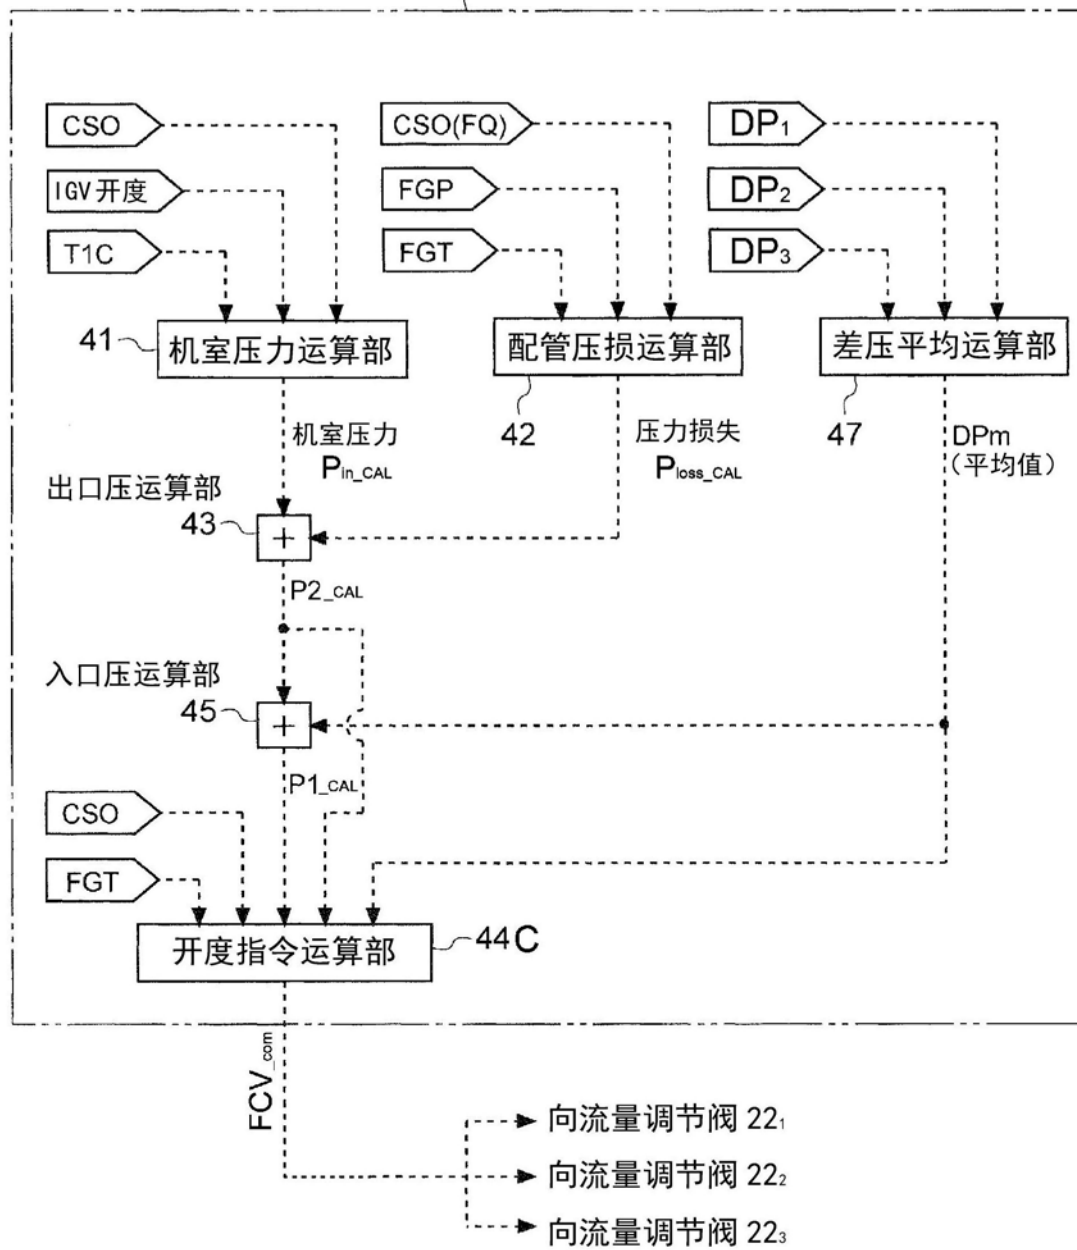 CSO
CSO(FQ)
DP1
IGV开度
FGP
DP2
T1C
FGT
DP3
41
机室压力运算部
配管压损运算部
差压平均运算部
42
47
机室压力
Pin_CAL
压力损失
Ploss_CAL
DPm
(平均值)
出口压运算部
43
+
P2_CAL
入口压运算部
45
+
P1_CAL
CSO
FGT
开度指令运算部
44C
FCV_com
向流量调节阀 221
向流量调节阀 222
向流量调节阀 223